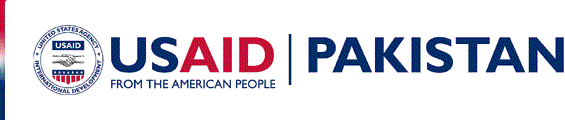 UNITED STATES AGENCY
USAID
INTERNATIONAL DEVELOPMENT
USAID | PAKISTAN
FROM THE AMERICAN PEOPLE